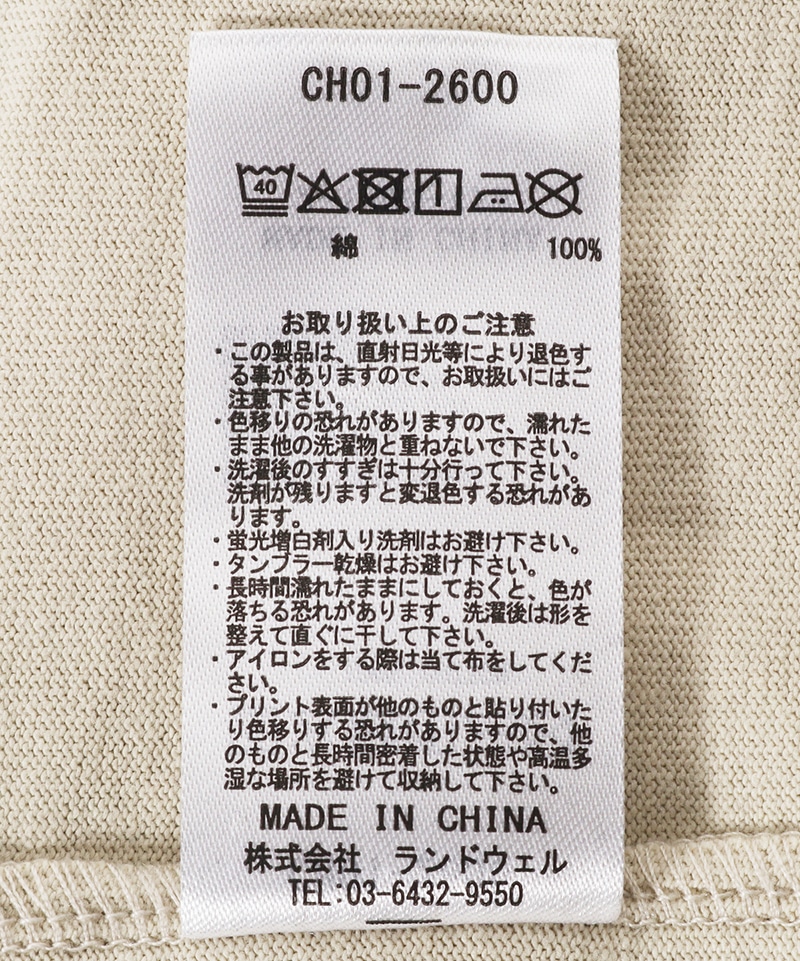 CH01-2600
40
綿 100%
お取り扱い上のご注意
・この製品は、直射日光等により退色す
る事がありますので、お取扱いにはご
注意下さい。
・色移りの恐れがありますので、濡れた
まま他の洗濯物と重ねないで下さい。
・洗濯後のすすぎは十分行って下さい。
洗剤が残りますと変退色する恐れがあ
ります。
・蛍光増白剤入り洗剤はお避け下さい。
・タンブラー乾燥はお避け下さい。
・長時間濡れたままにしておくと、色が
落ちる恐れがあります。洗濯後は形を
整えて直ぐに干して下さい。
・アイロンをする際は当て布をしてくだ
さい。
・プリント表面が他のものと貼り付いた
り色移りする恐れがありますので、他
のものと長時間密着した状態や高温多
湿な場所を避けて収納して下さい。
MADE IN CHINA
株式会社 ランドウェル
TEL:03-6432-9550